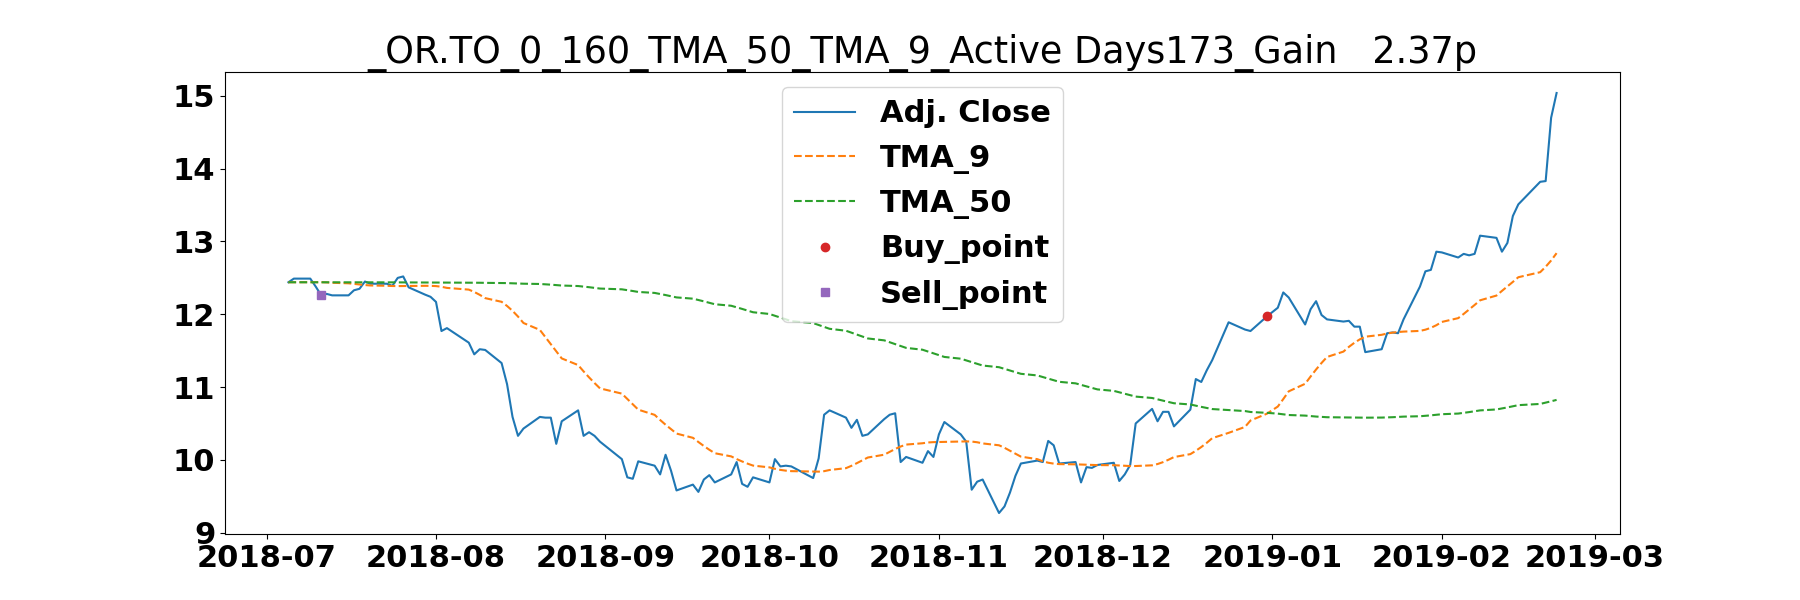 _OR.TO_0_160_TMA_50_TMA_9_Active Days173_Gain   2.37p
15
14
13
12
11
10
9
Adj. Close
TMA_9
TMA_50
Buy_point
Sell_point
2018-07 2018-08 2018-09 2018-10 2018-11 2018-12 2019-01 2019-02 2019-03